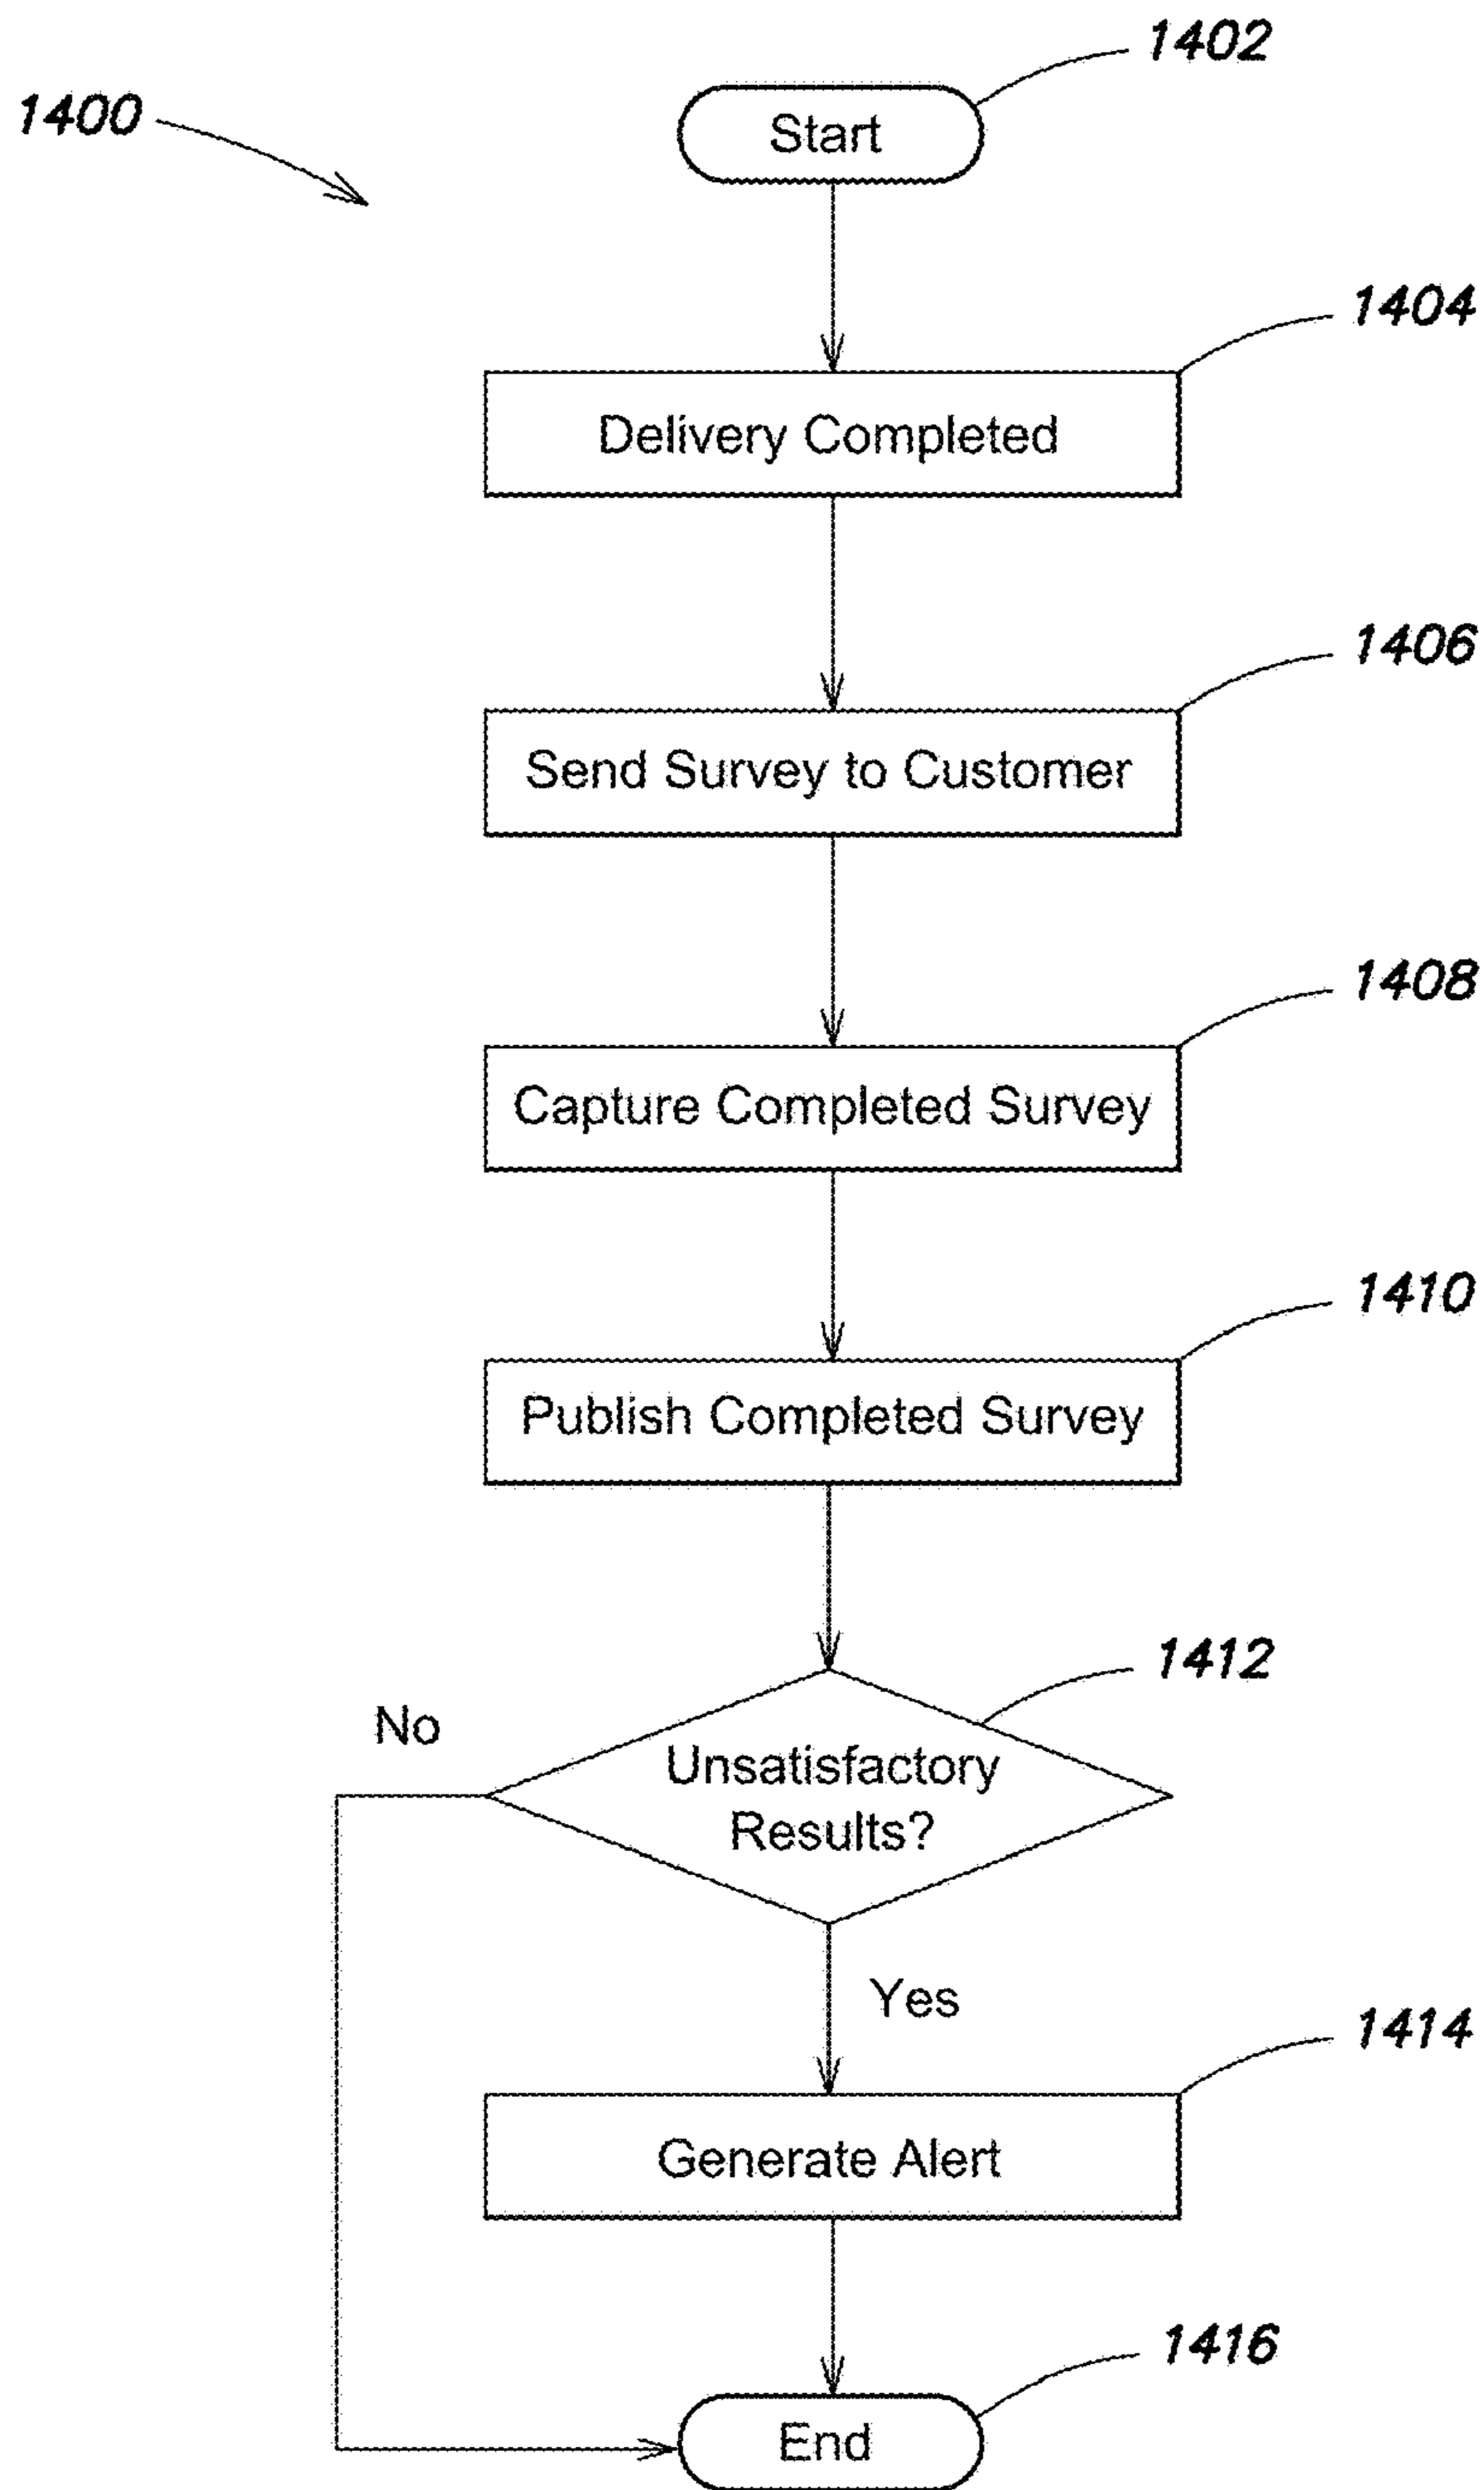 1402
1400
Start
1404
Delivery Completed
1406
Send Survey to Customer
1408
Capture Completed Survey
1410
Publish Completed Survey
1412
No
Unsatisfactory
Results?
Yes
1414
Generate Alert
1416
End